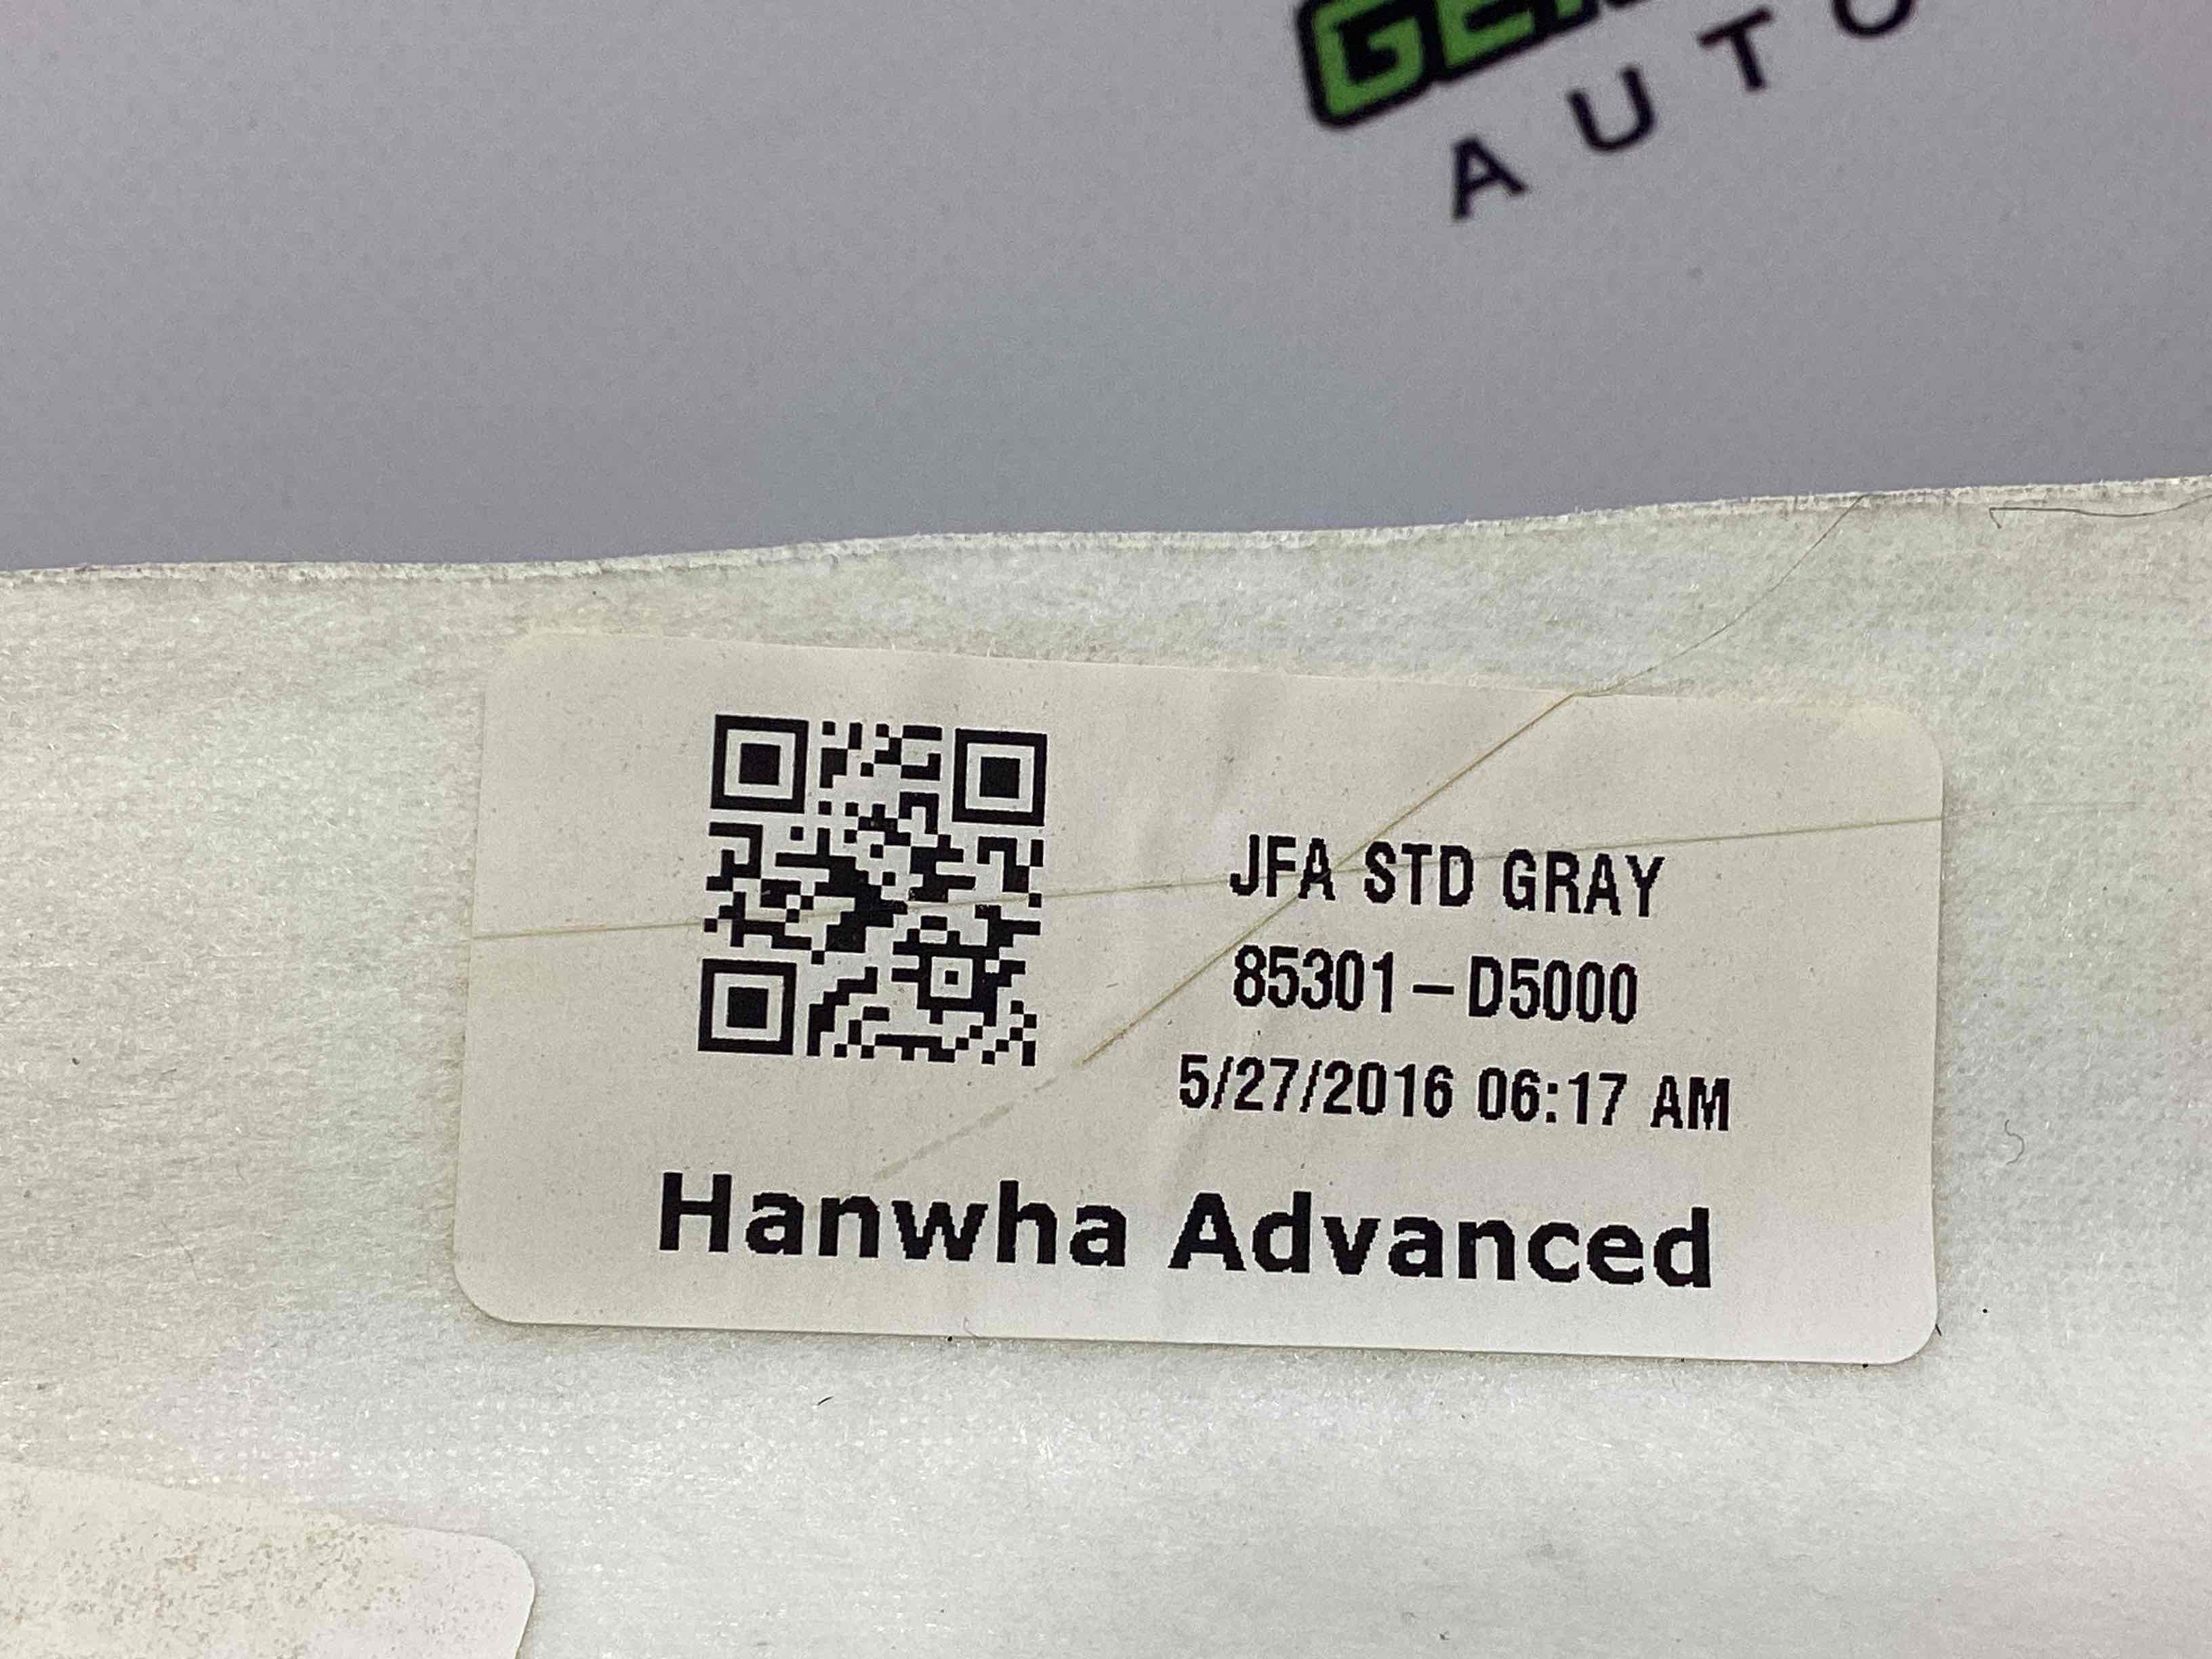 AUTO
JFA STD GRAY
85301-D5000
5/27/2016 06:17 AM
Hanwha Advanced